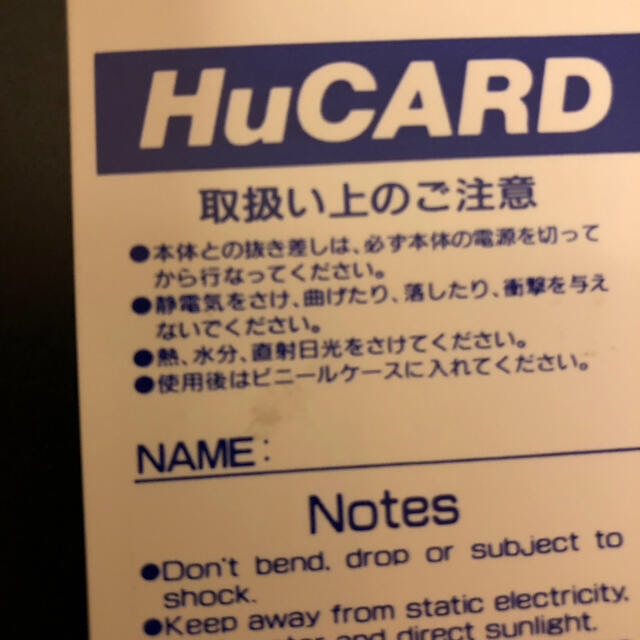 HuCARD
取扱い上のご注意
●本体との抜き差しは、必ず本体の電源を切って
から行なってください。
●静電気をさけ、曲げたり、落したり、衝撃を与え
ないでください。
●熱、水分、直射日光をさけてください。
●使用後はビニールケースに入れてください。
NAME:
Notes
●Don't bend, drop or subject to
shock.
●Keep away from static electricity,
and direct sunlight.